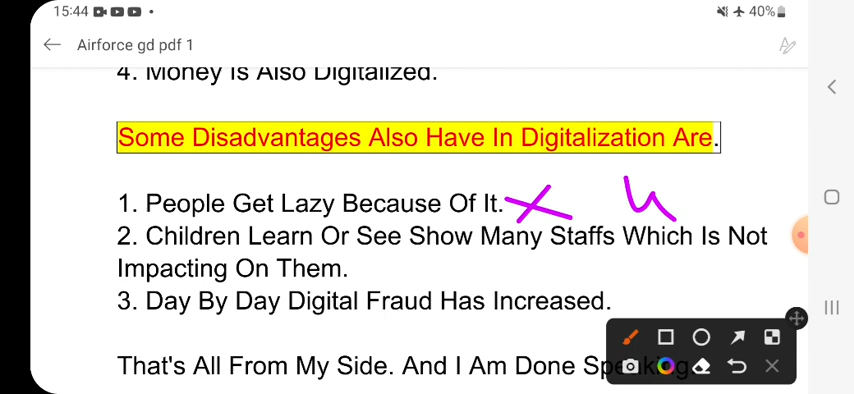 15:44
40%
Airforce gd pdf 1
4. Money Is Also Digitalized.
Some Disadvantages Also Have In Digitalization Are.
1. People Get Lazy Because Of It.
2. Children Learn Or See Show Many Staffs Which Is Not
Impacting On Them.
3. Day By Day Digital Fraud Has Increased.
That's All From My Side. And I Am Done Speaking.